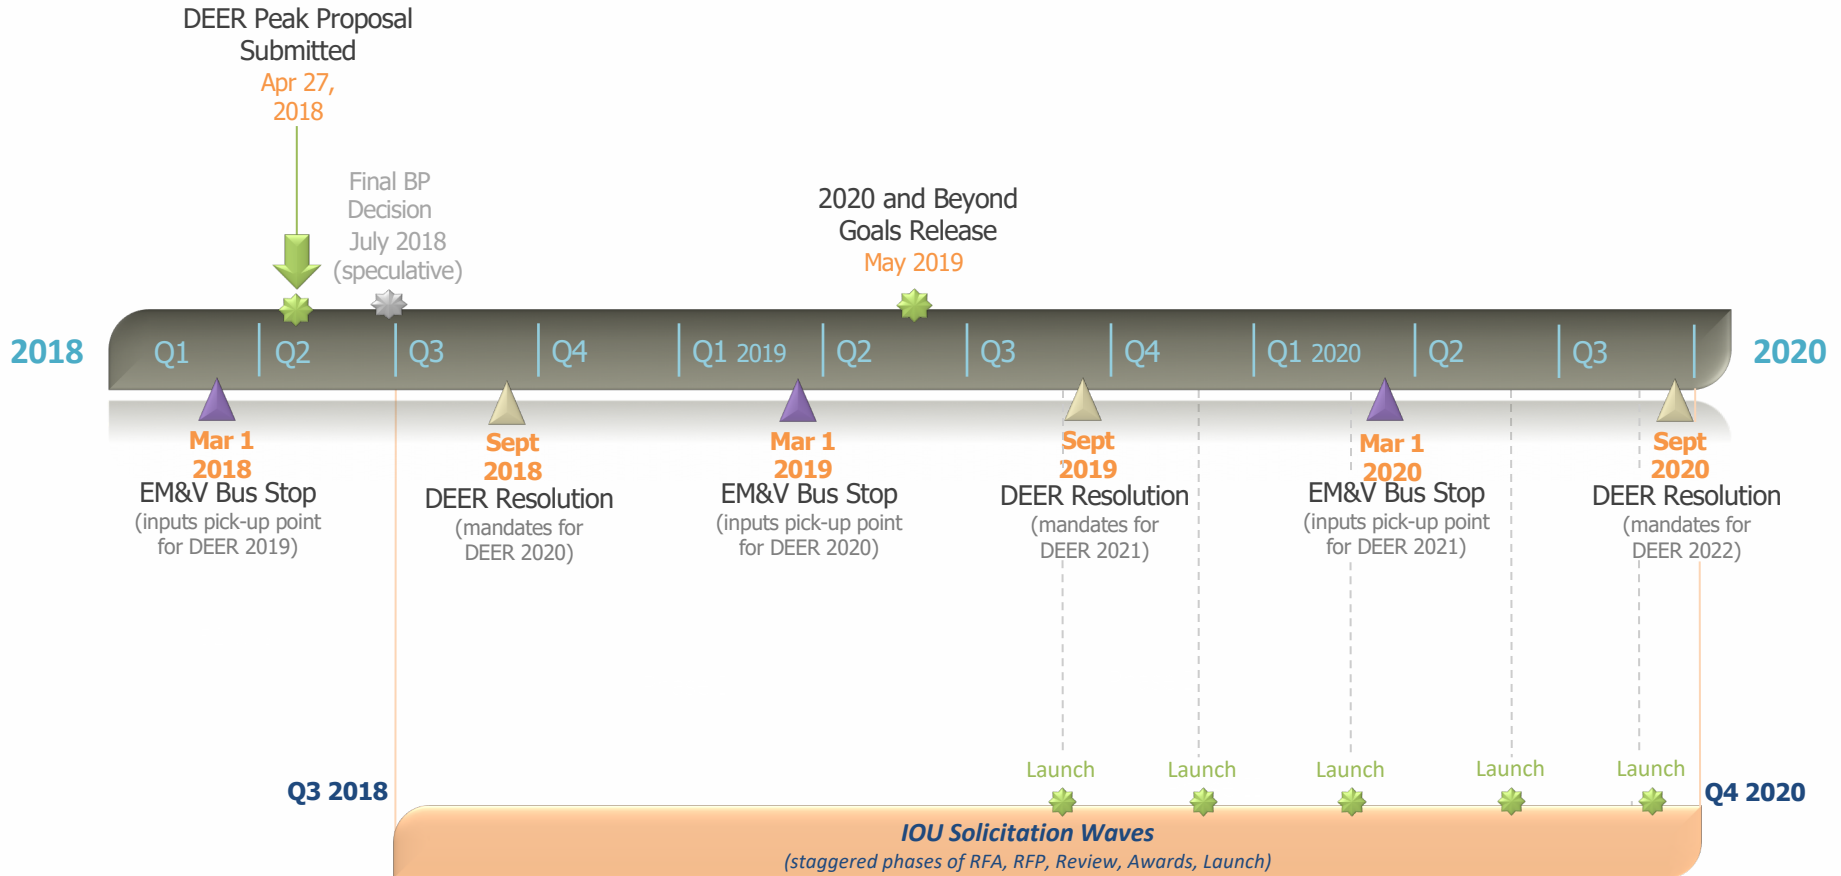 DEER Peak Proposal
Submitted
Apr 27,
2018
Final BP
Decision
July 2018
(speculative)
2020 and Beyond
Goals Release
May 2019
2018
Q1
Q2
Q3
Q4
Q1 2019
Q2
Q3
Q4
Q1 2020
Q2
Q3
2020
Mar 1
2018
EM&V Bus Stop
(inputs pick-up point
for DEER 2019)
Sept
2018
DEER Resolution
(mandates for
DEER 2020)
Mar 1
2019
EM&V Bus Stop
(inputs pick-up point
for DEER 2020)
Sept
2019
DEER Resolution
(mandates for
DEER 2021)
Mar 1
2020
EM&V Bus Stop
(inputs pick-up point
for DEER 2021)
Sept
2020
DEER Resolution
(mandates for
DEER 2022)
Launch
Launch
Launch
Launch
Launch
Q3 2018
Q4 2020
IOU Solicitation Waves
(staggered phases of RFA, RFP, Review, Awards, Launch)